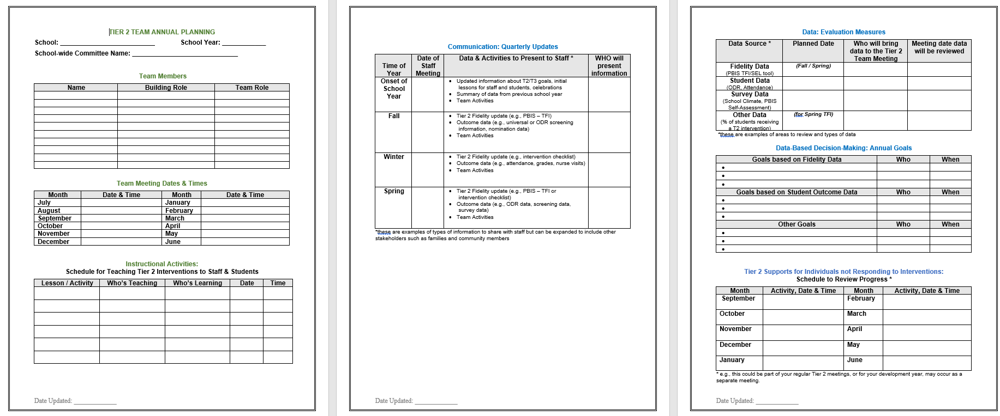 TIER 2 TEAM ANNUAL PLANNING
School: __________________________ School Year: ____________
School-wide Committee Name: _____________________________
Team Members
Name Building Role Team Role
Team Meeting Dates & Times
Month Date & Time Month Date & Time
July January
August February
September March
October April
November May
December June
Instructional Activities:
Schedule for Teaching Tier 2 Interventions to Staff & Students
Lesson / Activity Who's Teaching Who's Learning Date Time
Date Updated: _____________
Communication: Quarterly Updates
Time of Year Date of Staff Meeting Data & Activities to Present to Staff * WHO will present information
Onset of School Year
• Updated information about T2/T3 goals, initial
lessons for staff and students, celebrations
• Summary of data from previous school year
• Team Activities
Fall
• Tier 2 Fidelity update (e.g., PBIS – TFI)
• Outcome data (e.g., universal or ODR screening
information, nomination data)
• Team Activities
Winter
• Tier 2 Fidelity update (e.g., intervention checklist)
• Outcome data (e.g., attendance, grades, nurse visits)
• Team Activities
Spring
• Tier 2 Fidelity update (e.g., PBIS – TFI or
intervention checklist)
• Outcome data (e.g., ODR data, screening data,
survey data)
• Team Activities
*these are examples of types of information to share with staff but can be expanded to include other
stakeholders such as families and community members
Date Updated: _____________
Data: Evaluation Measures
Data Source * Planned Date Who will bring data to the Tier 2 Team Meeting Meeting date data will be reviewed
Fidelity Data (Fall / Spring)
(PBIS TFI/SEL tool)
Student Data
(ODR, Attendance)
Survey Data
(School Climate, PBIS
Self-Assessment)
Other Data (for Spring TFI)
(% of students receiving
a T2 intervention)
*these are examples of areas to review and types of data
Data-Based Decision-Making: Annual Goals
Goals based on Fidelity Data Who When
•
•
•
Goals based on Student Outcome Data Who When
•
•
•
Other Goals Who When
•
•
•
Tier 2 Supports for Individuals not Responding to Interventions:
Schedule to Review Progress *
Month Activity, Date & Time Month Activity, Date & Time
September February
October March
November April
December May
January June
* e.g., this could be part of your regular Tier 2 meetings, or for your development year, may occur as a
separate meeting.
Date Updated: _____________